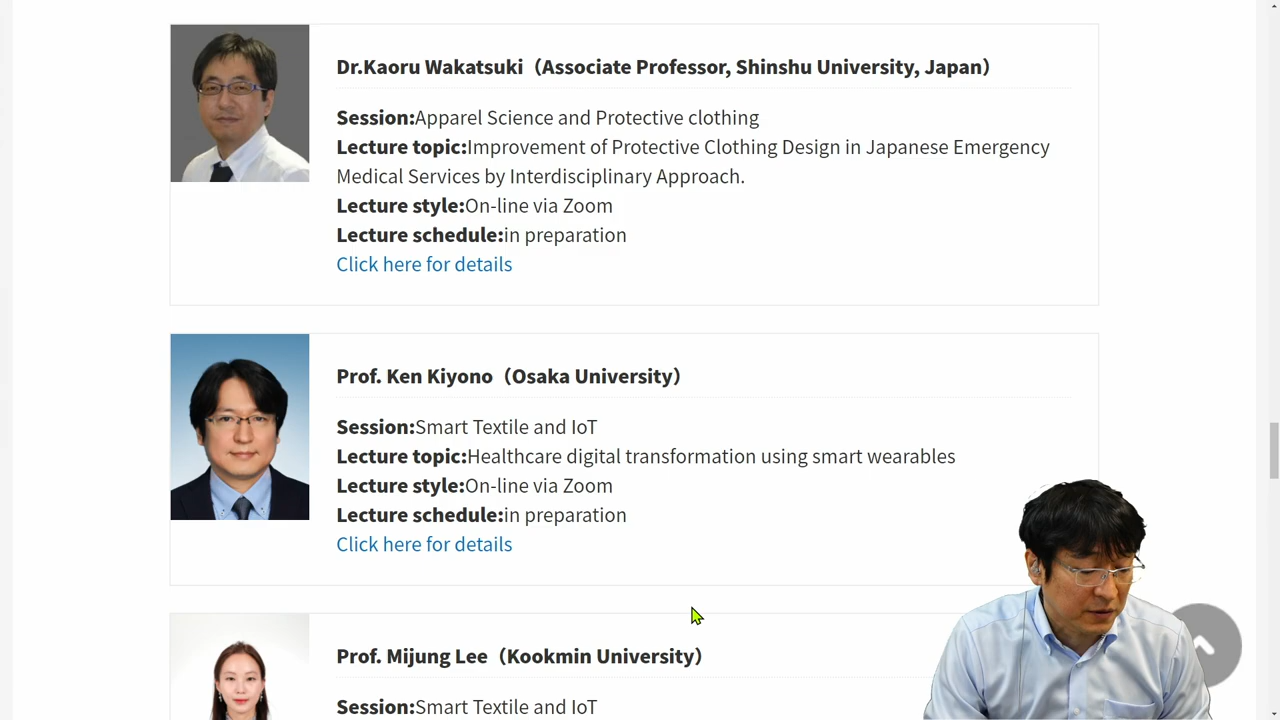 Dr.Kaoru Wakatsuki（Associate Professor, Shinshu University, Japan）
Session:Apparel Science and Protective clothing
Lecture topic:Improvement of Protective Clothing Design in Japanese Emergency
Medical Services by Interdisciplinary Approach.
Lecture style:On-line via Zoom
Lecture schedule:in preparation
Click here for details
Prof. Ken Kiyono（Osaka University）
Session:Smart Textile and IoT
Lecture topic:Healthcare digital transformation using smart wearables
Lecture style:On-line via Zoom
Lecture schedule:in preparation
Click here for details
Prof. Mijung Lee（Kookmin University）
Session:Smart Textile and IoT